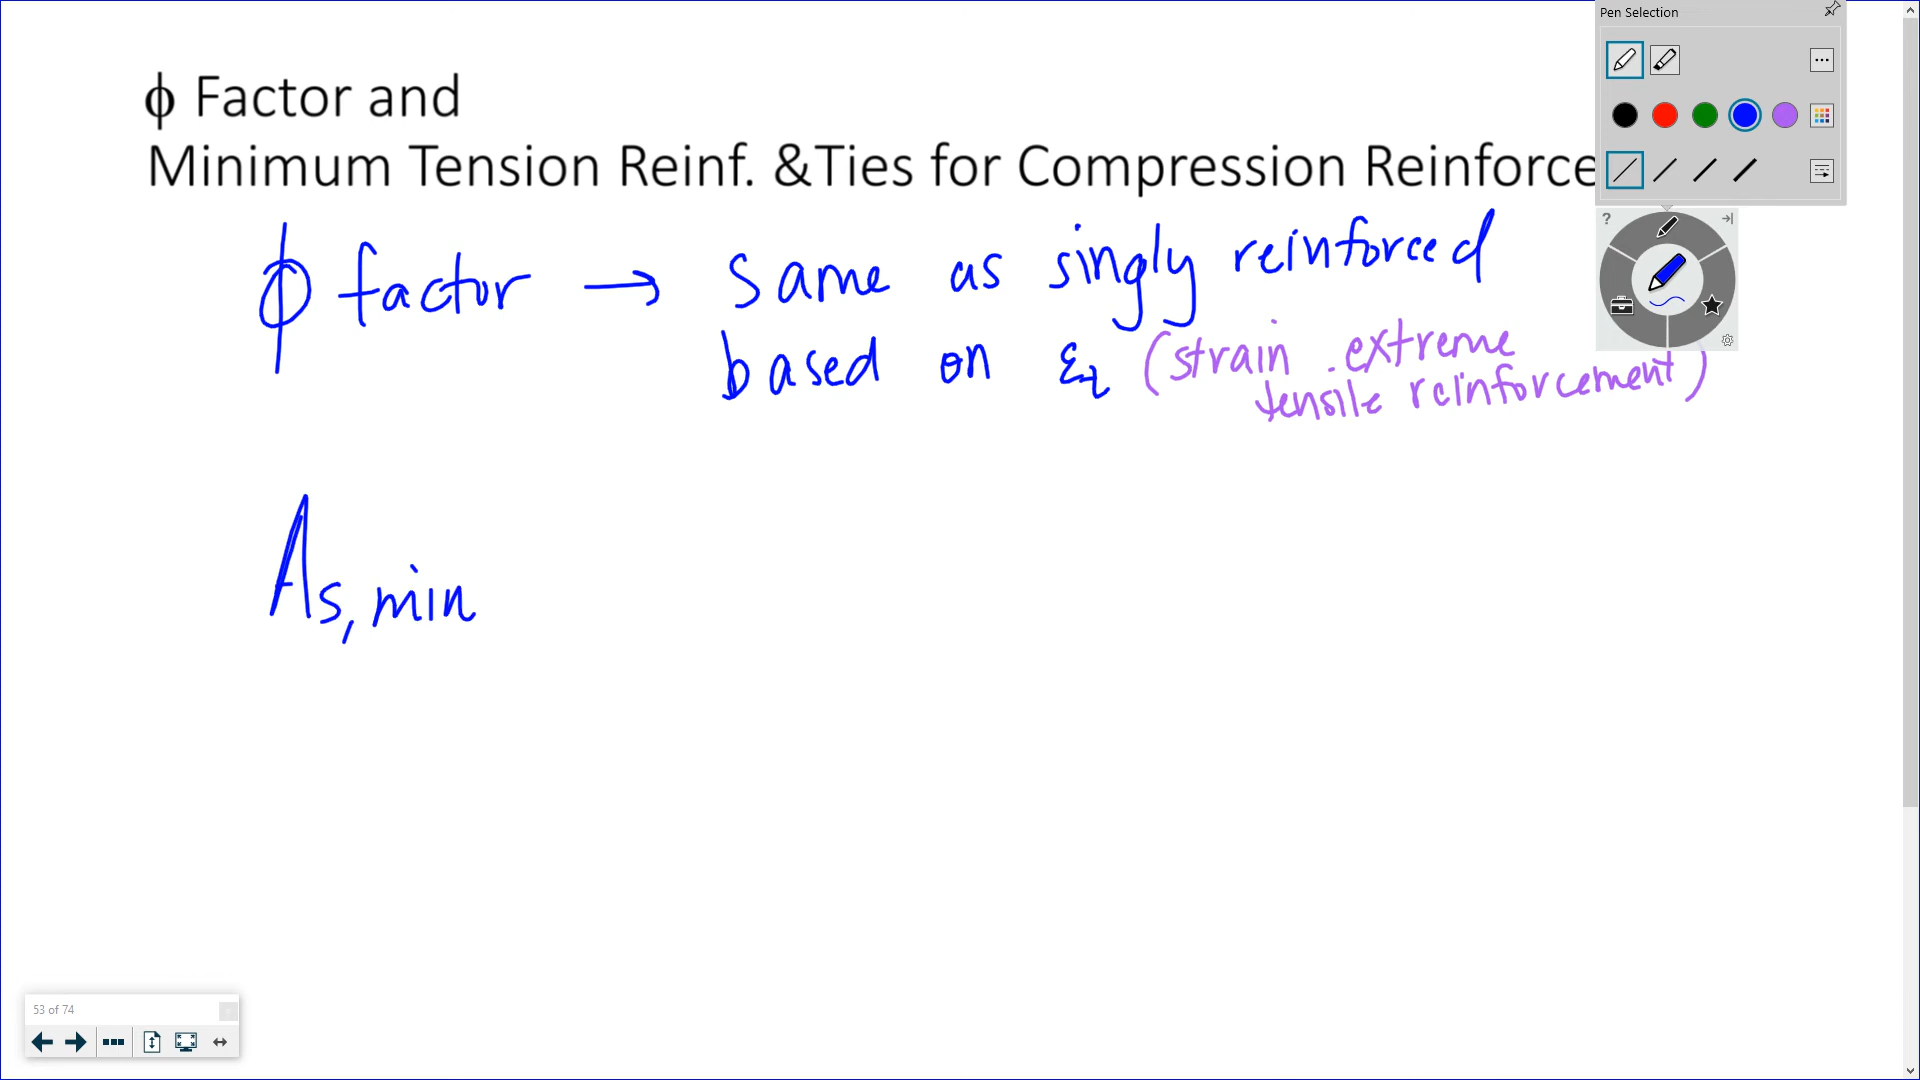 Pen Selection
ϕ Factor and
Minimum Tension Reinf. &Ties for Compression Reinforce
ϕ factor → same as singly reinforced
based on εt (strain extreme
tensile reinforcement)
As, min
53 of 74